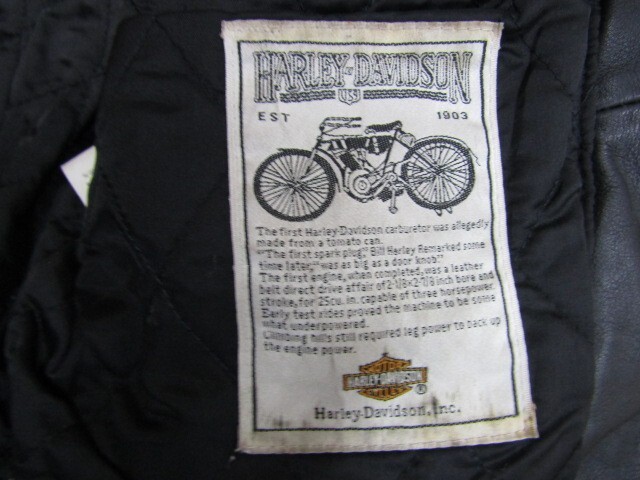 HARLEY-DAVIDSON
EST 1903
The first Harley-Davidson carburetor was allegedly
made from a tomato can.
"The first spark plug," Bill Harley Remarked some
time later," was as big as a door knob."
The first engine, when completed, was a leather
belt direct drive affair of 2-1/8×2-7/8 inch bore and
stroke, for 25cu. in. capable of three horsepower.
Early test rides proved the machine to be some
what underpowered.
Climbing hills still required leg power to back up
the engine power.
MOTOR
HARLEY-DAVIDSON
CYCLES
®
Harley-Davidson, Inc.